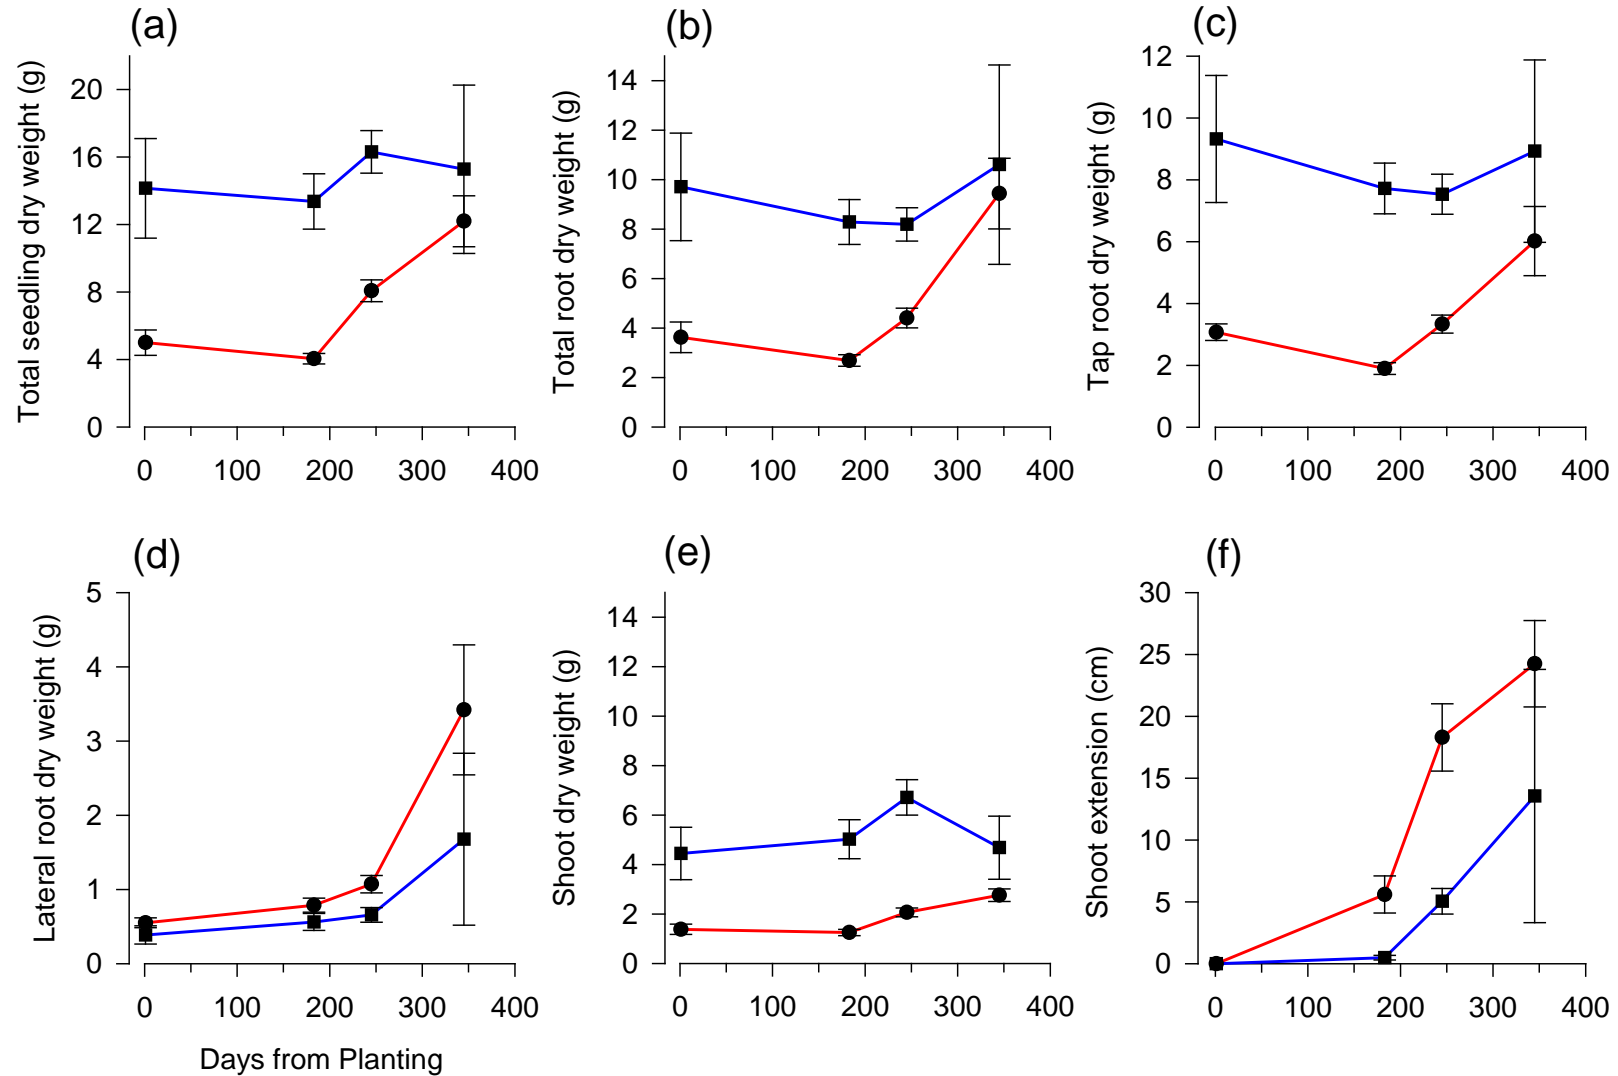 (a)
Total seedling dry weight (g)
20
16
12
8
4
0
0 100 200 300 400
(b)
Total root dry weight (g)
14
12
10
8
6
4
2
0
0 100 200 300 400
(c)
Tap root dry weight (g)
12
10
8
6
4
2
0
0 100 200 300 400
(d)
Lateral root dry weight (g)
5
4
3
2
1
0
0 100 200 300 400
Days from Planting
(e)
Shoot dry weight (g)
14
12
10
8
6
4
2
0
0 100 200 300 400
(f)
Shoot extension (cm)
30
25
20
15
10
5
0
0 100 200 300 400